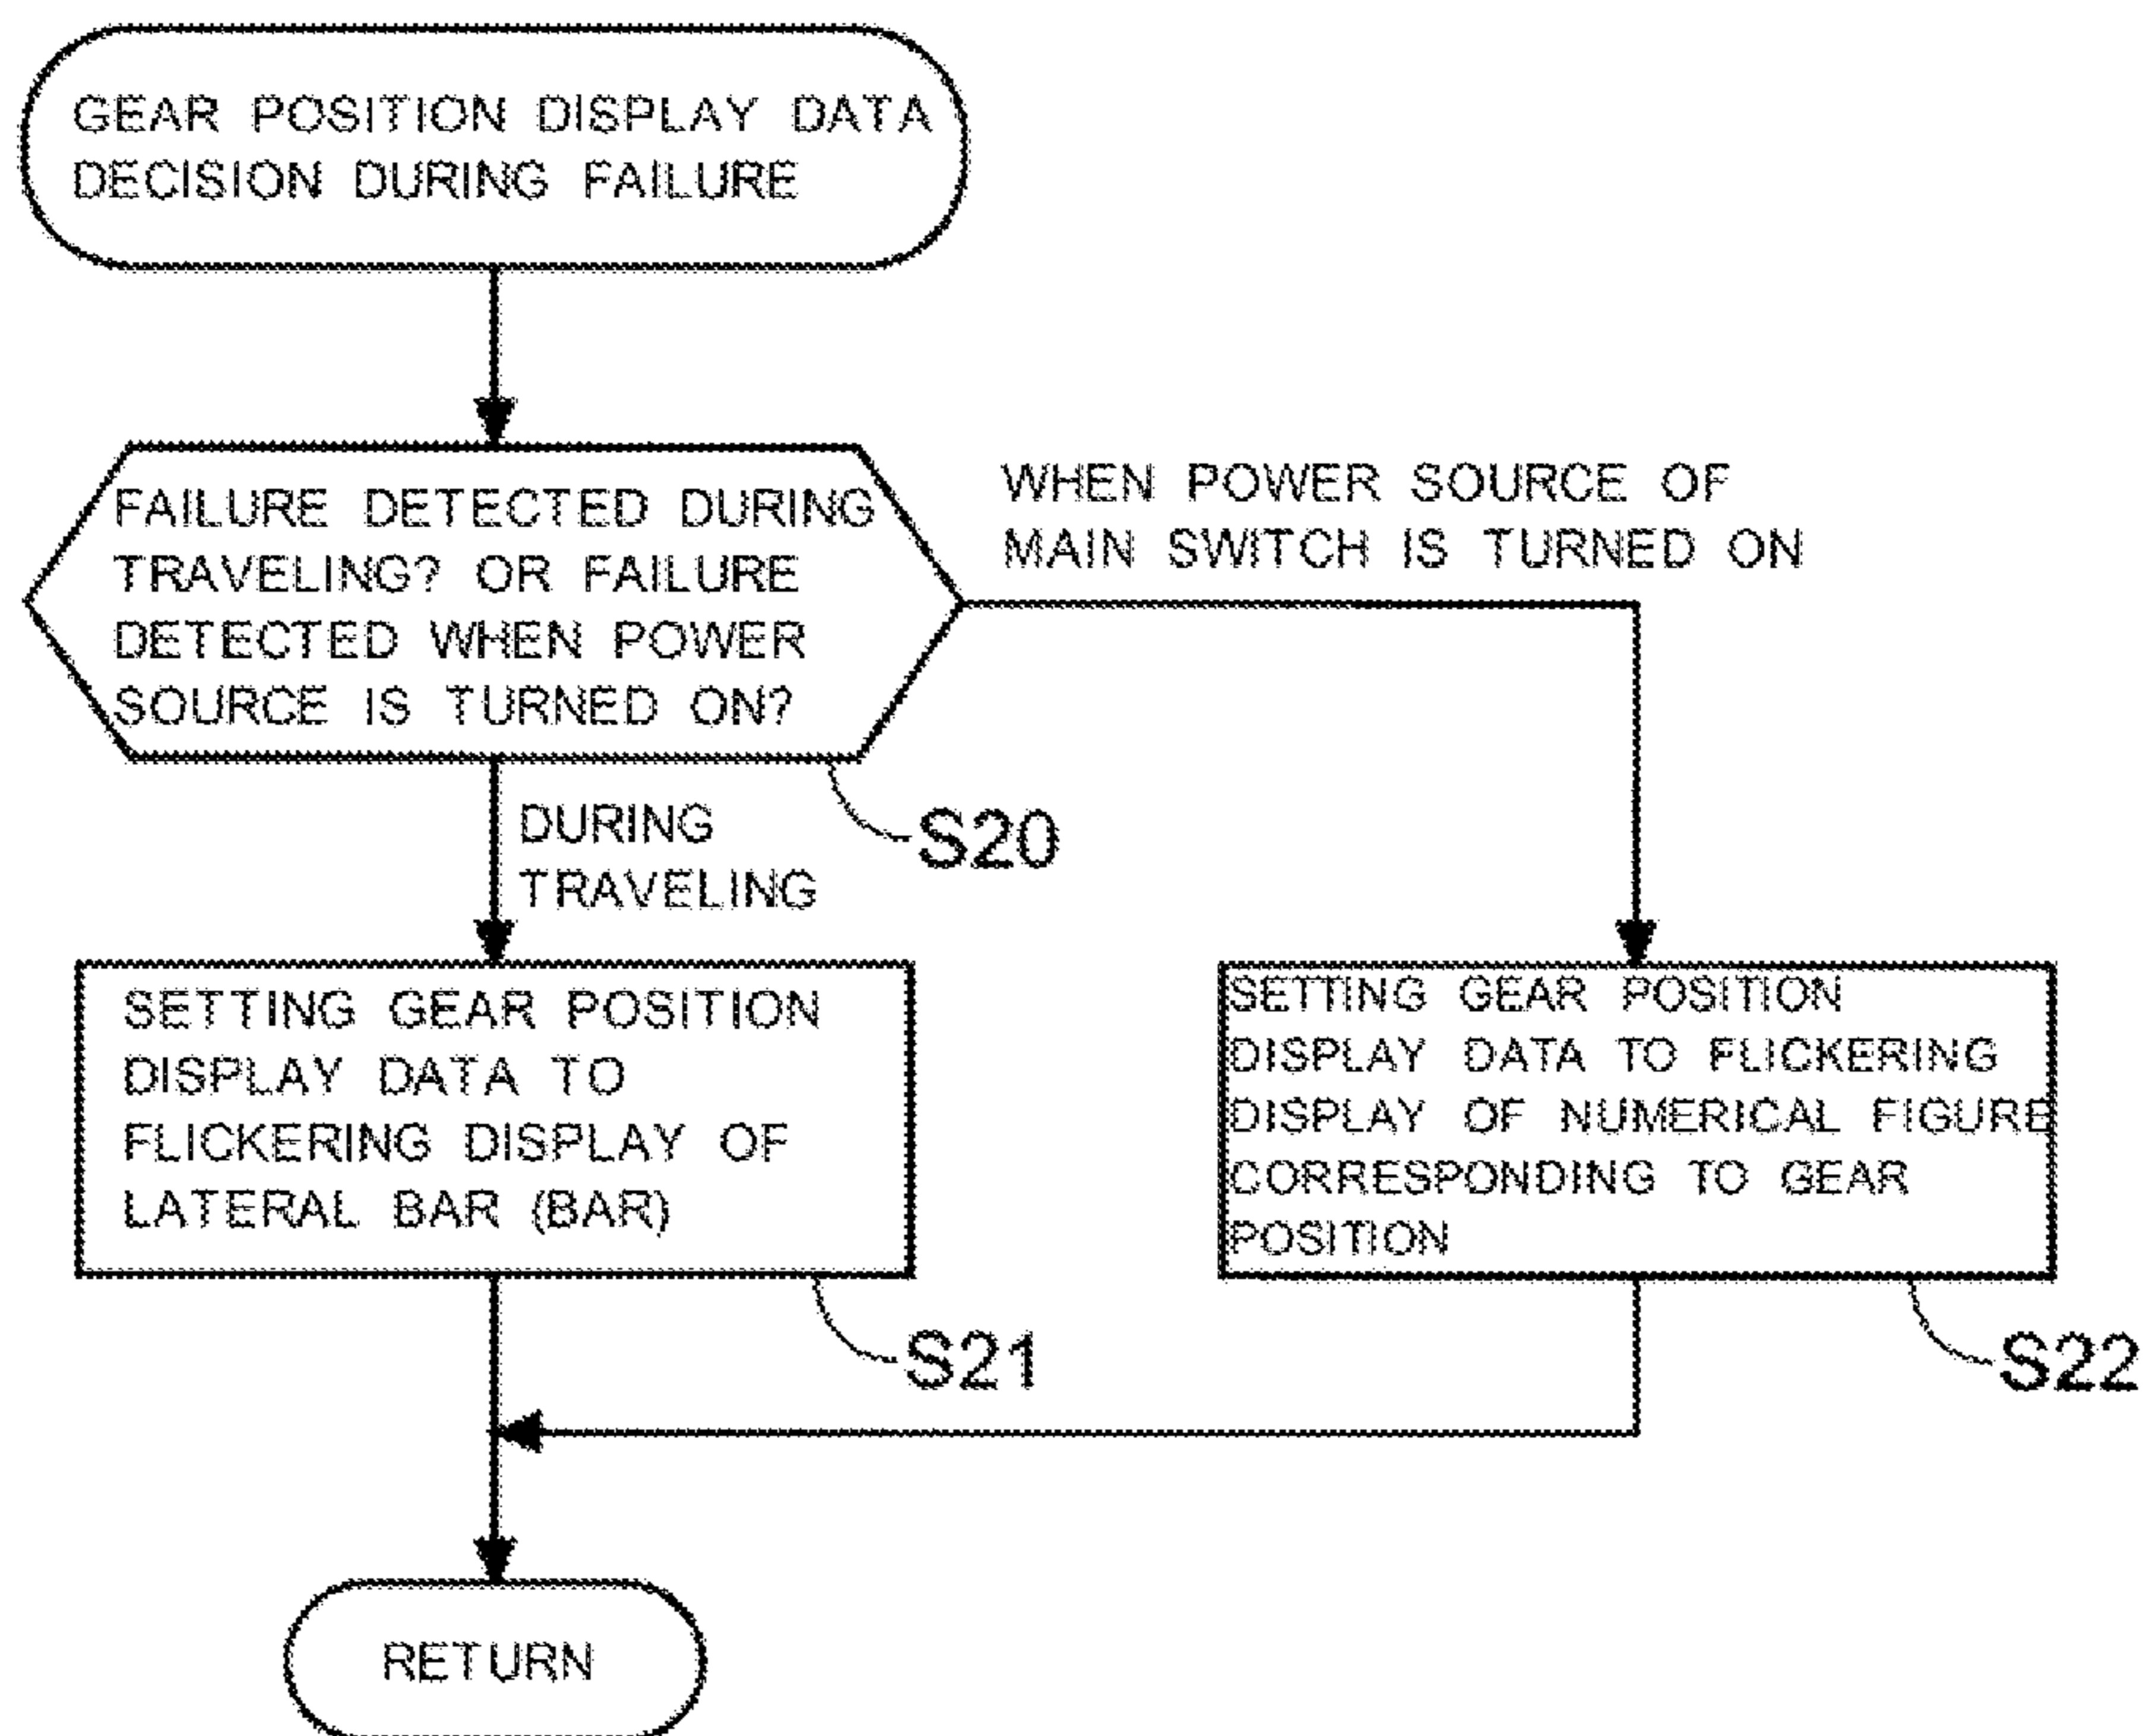 GEAR POSITION DISPLAY DATA
DECISION DURING FAILURE
FAILURE DETECTED DURING
TRAVELING? OR FAILURE
DETECTED WHEN POWER
SOURCE IS TURNED ON?
WHEN POWER SOURCE OF
MAIN SWITCH IS TURNED ON
S20
DURING
TRAVELING
SETTING GEAR POSITION
DISPLAY DATA TO
FLICKERING DISPLAY OF
LATERAL BAR (BAR)
S21
SETTING GEAR POSITION
DISPLAY DATA TO FLICKERING
DISPLAY OF NUMERICAL FIGURE
CORRESPONDING TO GEAR
POSITION
S22
RETURN